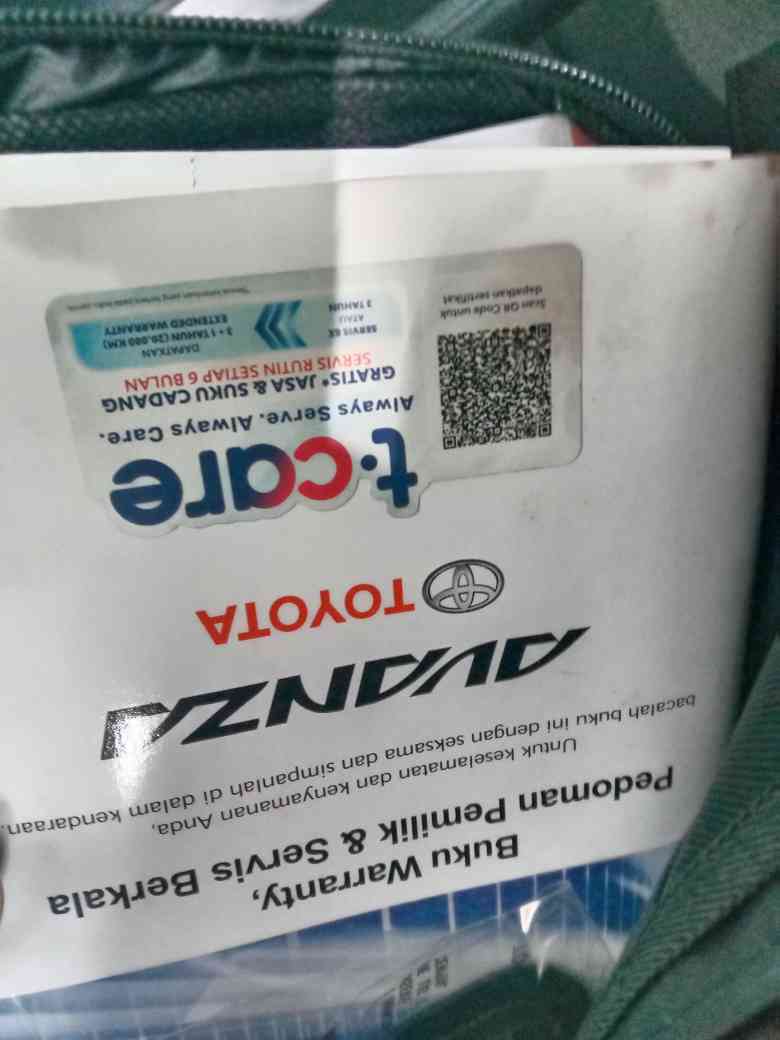 Buku Warranty,
Pedoman Pemilik & Servis Berkala
Untuk keselamatan dan kenyamanan Anda,
bacalah buku ini dengan seksama dan simpanlah di dalam kendaraan.
AVANZA
TOYOTA
t.care
Always Serve. Always Care.
GRATIS* JASA & SUKU CADANG
SERVIS RUTIN SETIAP 6 BULAN
SERVIS 6X
ATAU
3 TAHUN
DAPATKAN
3 + 1 TAHUN (20.000 KM)
EXTENDED WARRANTY
Scan QR Code untuk
dapatkan sertifikat